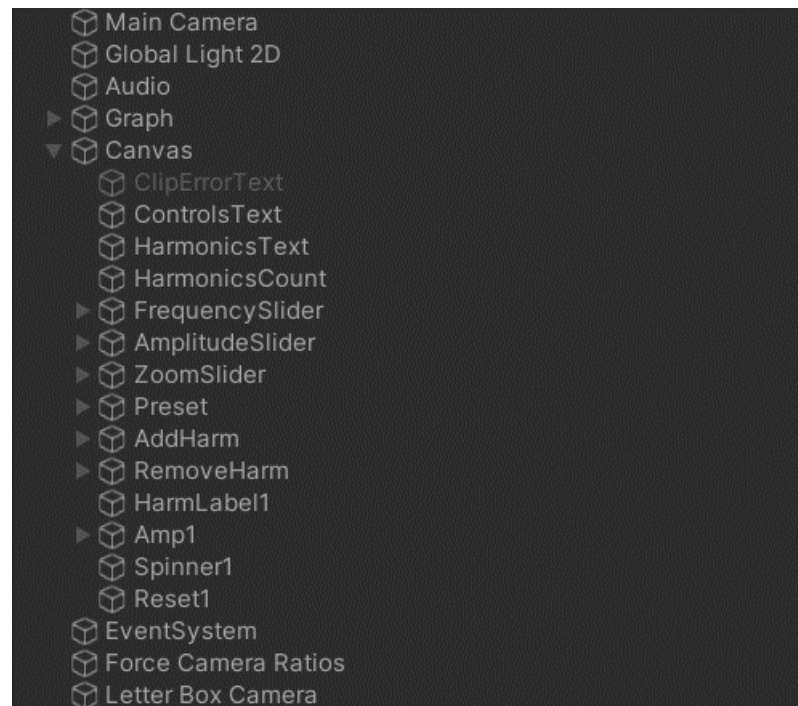 Main Camera
Global Light 2D
Audio
Graph
Canvas
ClipErrorText
ControlsText
HarmonicsText
HarmonicsCount
FrequencySlider
AmplitudeSlider
ZoomSlider
Preset
AddHarm
RemoveHarm
HarmLabel1
Amp1
Spinner1
Reset1
EventSystem
Force Camera Ratios
Letter Box Camera